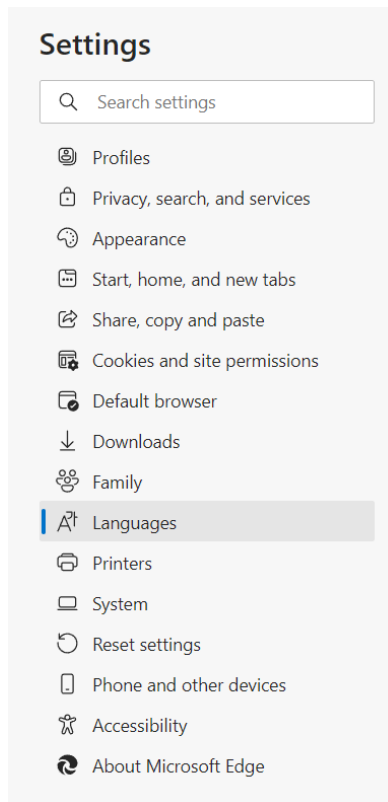 Settings
Search settings
Profiles
Privacy, search, and services
Appearance
Start, home, and new tabs
Share, copy and paste
Cookies and site permissions
Default browser
Downloads
Family
Languages
Printers
System
Reset settings
Phone and other devices
Accessibility
About Microsoft Edge